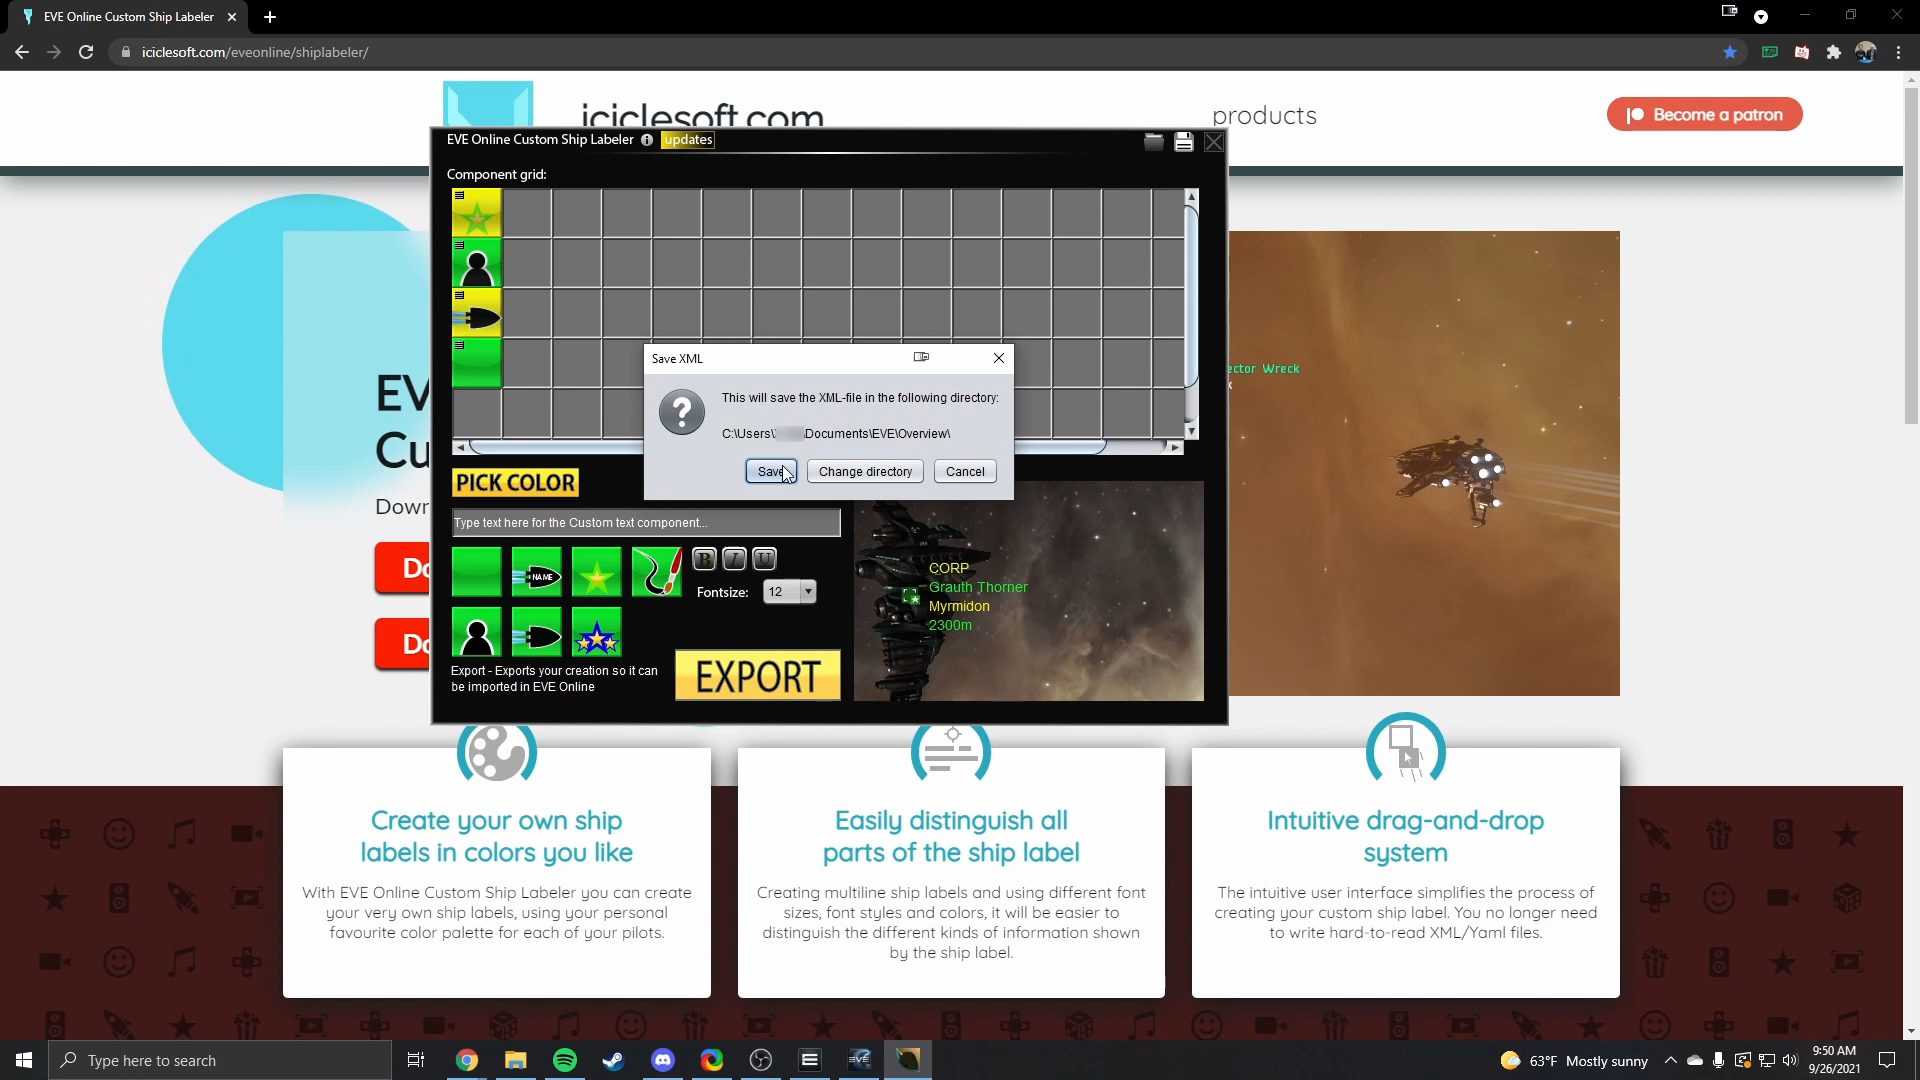 EVE Online Custom Ship Labeler
iciclesoft.com/eveonline/shiplabeler/
iciclesoft.com
products
Become a patron
EVE Online Custom Ship Labeler
updates
Component grid:
Save XML
This will save the XML-file in the following directory:
C:\Users\
\Documents\EVE\Overview\
Save
Change directory
Cancel
EV
Cu
Down
Do
Do
ector Wreck
PICK COLOR
Type text here for the Custom text component...
NAME
B
I
U
Fontsize:
12
Export - Exports your creation so it can
be imported in EVE Online
EXPORT
CORP
Grauth Thorner
Myrmidon
2300m
Create your own ship
labels in colors you like
With EVE Online Custom Ship Labeler you can create
your very own ship labels, using your personal
favourite color palette for each of your pilots.
Easily distinguish all
parts of the ship label
Creating multiline ship labels and using different font
sizes, font styles and colors, it will be easier to
distinguish the different kinds of information shown
by the ship label.
Intuitive drag-and-drop
system
The intuitive user interface simplifies the process of
creating your custom ship label. You no longer need
to write hard-to-read XML/Yaml files.
Type here to search
EVE
63°F Mostly sunny
9:50 AM
9/26/2021